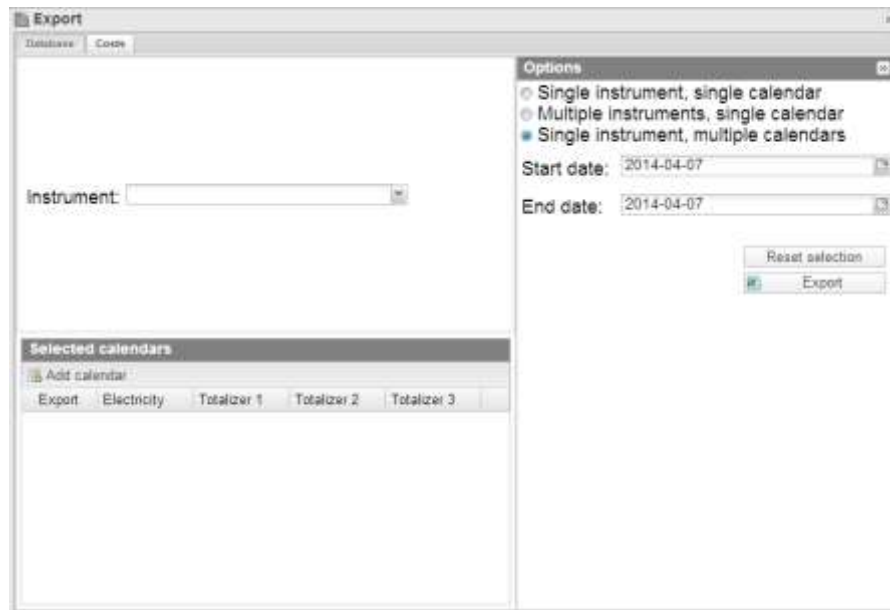 Export
Database Costs
Instrument:
Selected calendars
Add calendar
Export Electricity Totalizer 1 Totalizer 2 Totalizer 3
Options
Single instrument, single calendar
Multiple instruments, single calendar
Single instrument, multiple calendars
Start date: 2014-04-07
End date: 2014-04-07
Reset selection
Export